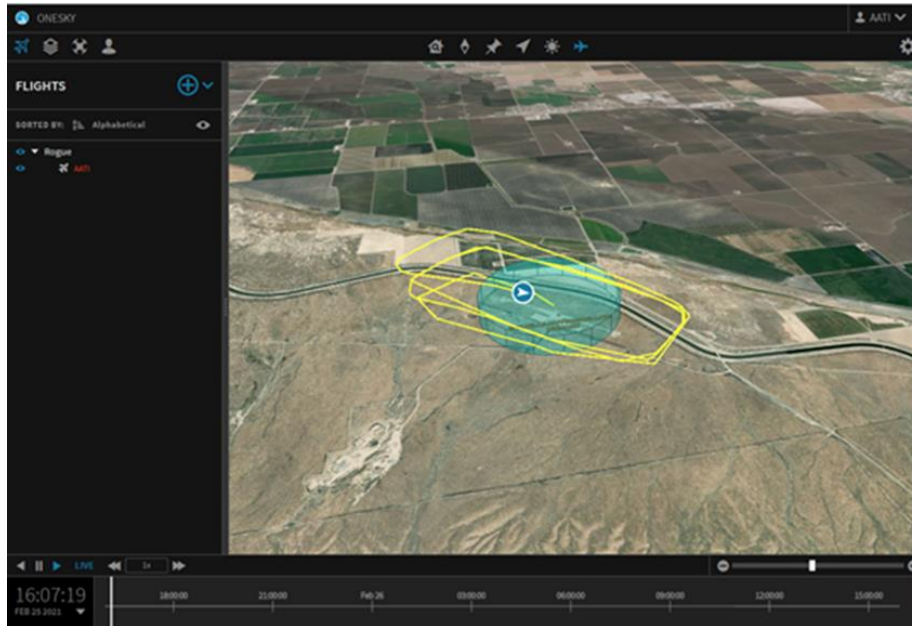 ONESKY
AATI
FLIGHTS
SORTED BY: Alphabetical
Rogue
AATI
LIVE
1x
16:07:19
FEB 25 2021
18:00:00 21:00:00 Feb 26 03:00:00 06:00:00 09:00:00 12:00:00 15:00:00